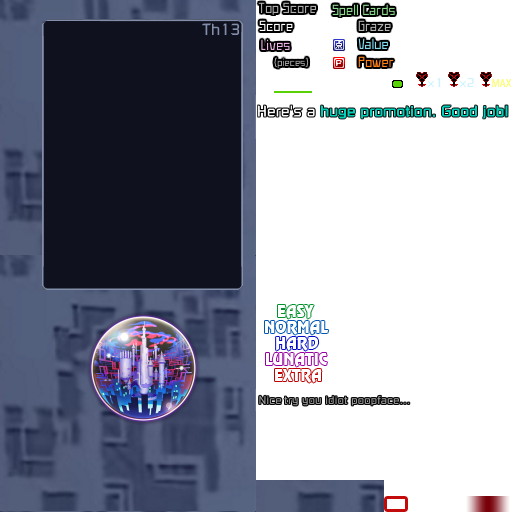 Th13
Top Score Spell Cards
Score Graze
Lives Value
(pieces) P Power
×1 ×2 MAX
Here's a huge promotion. Good job!
EASY
NORMAL
HARD
LUNATIC
EXTRA
Nice try you idiot poopface...